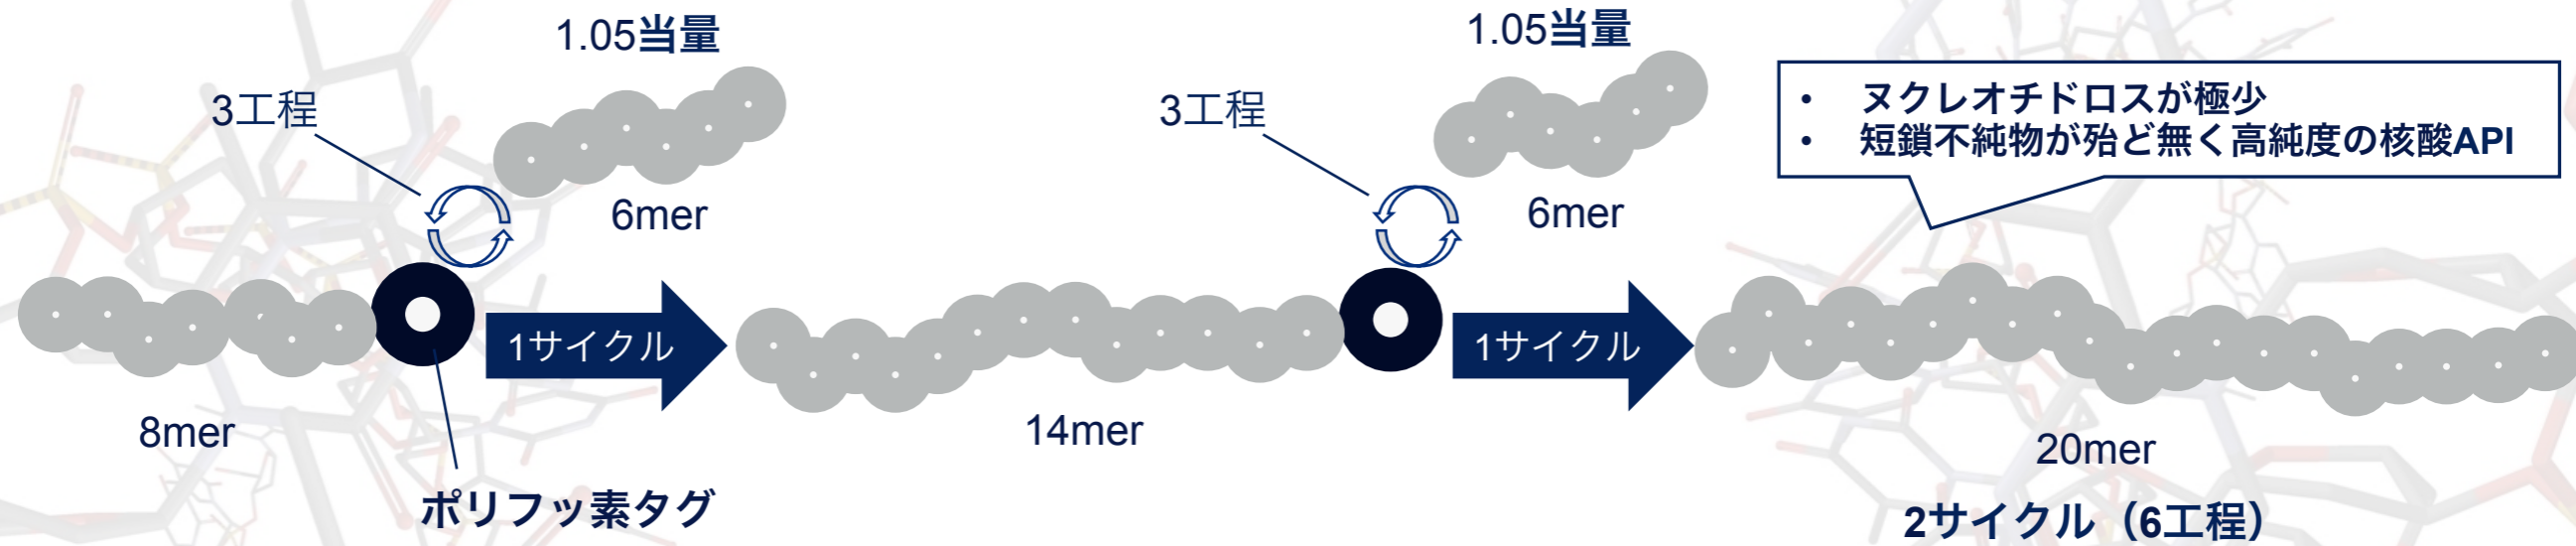 1.05当量
3工程
6mer
1サイクル
8mer
ポリフッ素タグ
1.05当量
3工程
6mer
1サイクル
14mer
• ヌクレオチドロスが極少
• 短鎖不純物が殆ど無く高純度の核酸API
20mer
2サイクル（6工程）